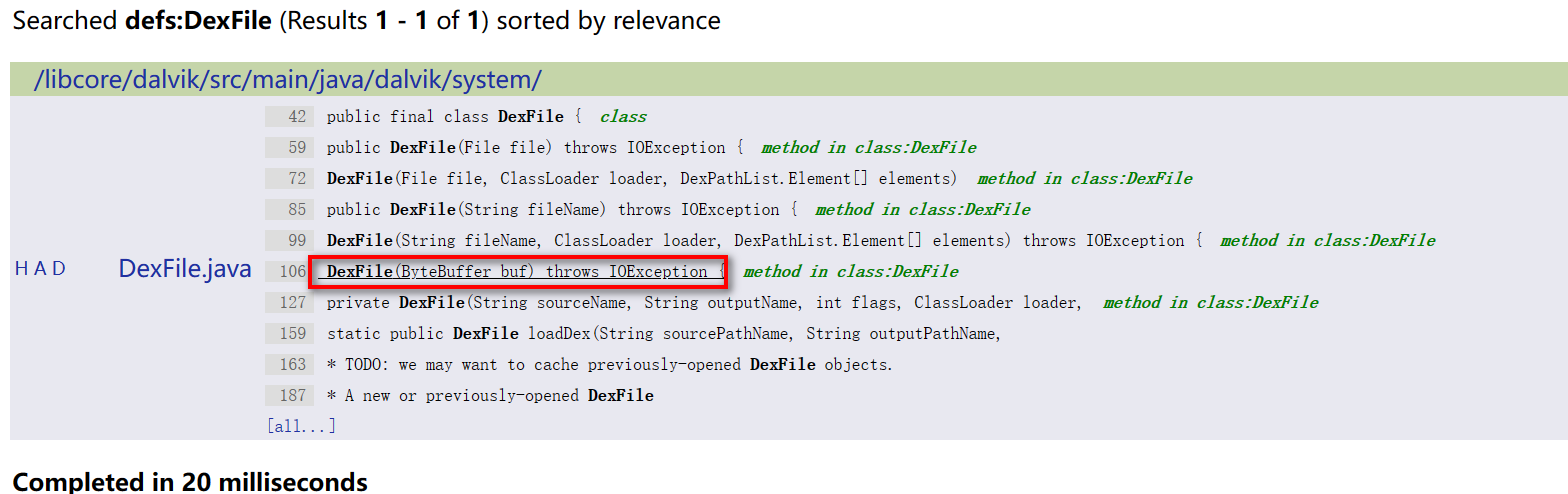 Searched defs:DexFile (Results 1 - 1 of 1) sorted by relevance
/libcore/dalvik/src/main/java/dalvik/system/
H A D DexFile.java
42 public final class DexFile { class
59 public DexFile(File file) throws IOException { method in class:DexFile
72 DexFile(File file, ClassLoader loader, DexPathList.Element[] elements) method in class:DexFile
85 public DexFile(String fileName) throws IOException { method in class:DexFile
99 DexFile(String fileName, ClassLoader loader, DexPathList.Element[] elements) throws IOException { method in class:DexFile
106 DexFile(ByteBuffer buf) throws IOException { method in class:DexFile
127 private DexFile(String sourceName, String outputName, int flags, ClassLoader loader, method in class:DexFile
159 static public DexFile loadDex(String sourcePathName, String outputPathName,
163 * TODO: we may want to cache previously-opened DexFile objects.
187 * A new or previously-opened DexFile
[all...]
Completed in 20 milliseconds